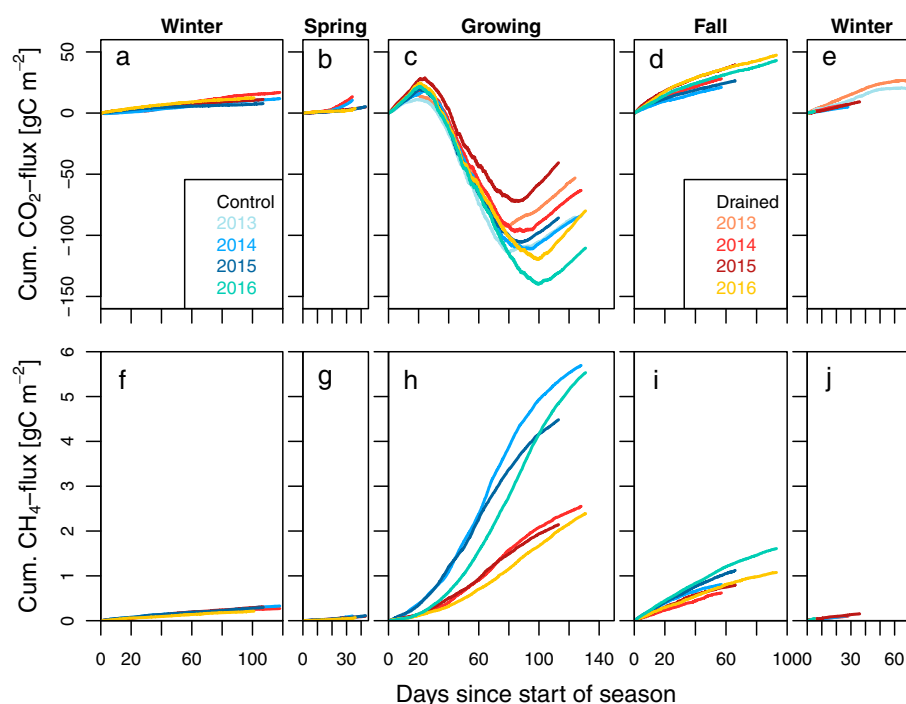 Winter Spring Growing Fall Winter
Cum. CO2−flux [gC m−2]
50
0
−50
−100
−150
a b c d e
Control
2013
2014
2015
2016
Drained
2013
2014
2015
2016
Cum. CH4−flux [gC m−2]
6
5
4
3
2
1
0
f g h i j
0 20 60 100 0 30 0 20 60 100 140 0 20 60 1000 30 60
Days since start of season